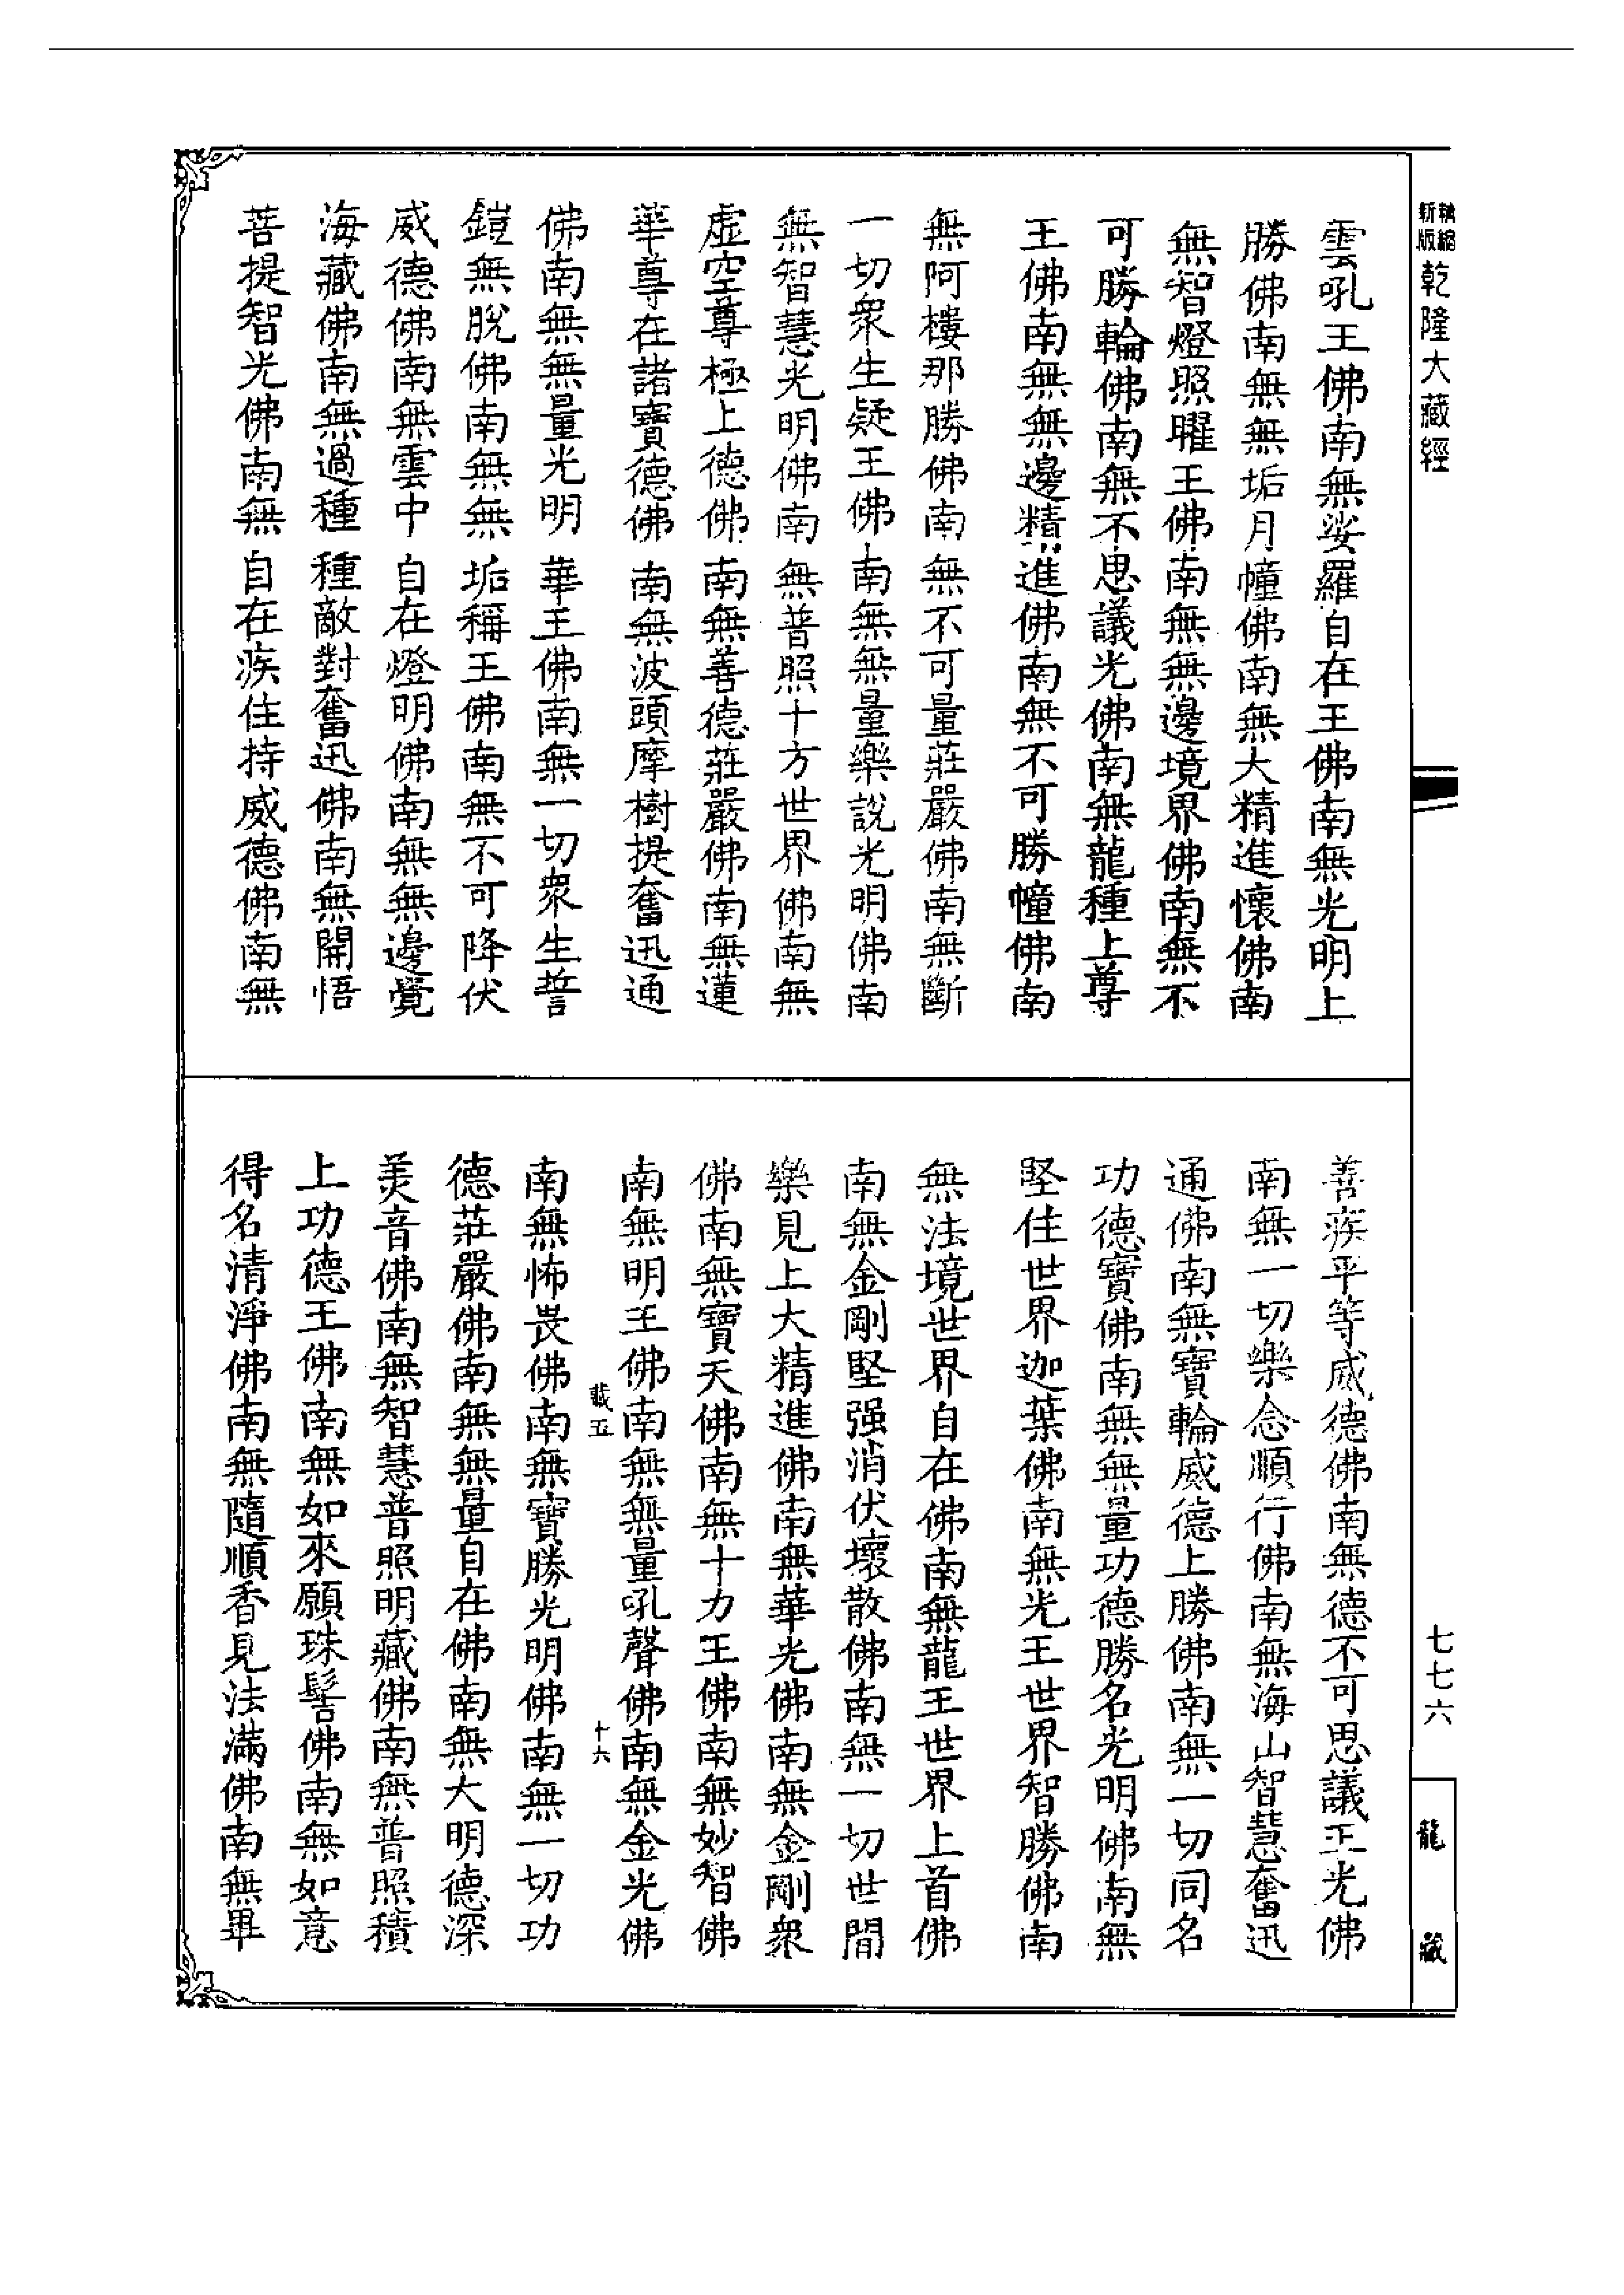 新版精縮乾隆大藏經
雲吼王佛南無娑羅自在王佛南無光明上
勝佛南無無垢月幢佛南無大精進懷佛南
無智燈照曜王佛南無無邊境界佛南無不
可勝輪佛南無不思議光佛南無龍種上尊
王佛南無無邊精進佛南無不可勝幢佛南
無阿樓那勝佛南無不可量莊嚴佛南無斷
一切衆生疑王佛南無無量樂說光明佛南
無智慧光明佛南無普照十方世界佛南無
虛空尊極上德佛南無善德莊嚴佛南無蓮
華尊在諸寶德佛南無波頭摩樹提奮迅通
佛南無無量光明華王佛南無一切衆生誓
鎧無脫佛南無無垢稱王佛南無不可降伏
威德佛南無雲中自在燈明佛南無無邊覺
海藏佛南無過種種敵對奮迅佛南無開悟
菩提智光佛南無自在疾住持威德佛南無
善疾平等威德佛南無德不可思議王光佛
南無一切樂念順行佛南無海山智慧奮迅
通佛南無寶輪威德上勝佛南無一切同名
功德寶佛南無無量功德勝名光明佛南無
堅住世界迦葉佛南無光王世界智勝佛南
無法境世界自在佛南無龍王世界上首佛
南無金剛堅强消伏壞散佛南無一切世間
樂見上大精進佛南無華光佛南無金剛衆
佛南無寶天佛南無十力王佛南無妙智佛
南無明王佛南無無量吼聲佛南無金光佛
載五 十六
南無怖畏佛南無寶勝光明佛南無一切功
德莊嚴佛南無無量自在佛南無大明德深
美音佛南無智慧普照明藏佛南無普照積
上功德王佛南無如來願珠髻佛南無如意
得名清淨佛南無隨順香見法滿佛南無畢
七七六
龍藏